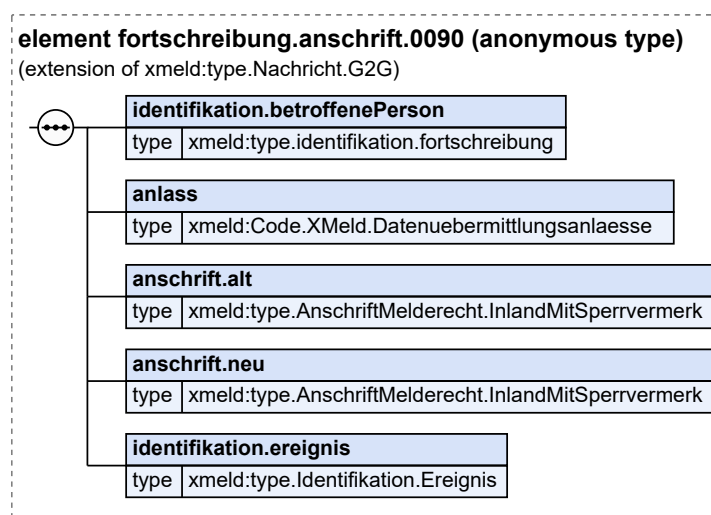 element fortschreibung.anschrift.0090 (anonymous type)
(extension of xmeld:type.Nachricht.G2G)
identifikation.betroffenePerson
type xmeld:type.identifikation.fortschreibung
anlass
type xmeld:Code.XMeld.Datenuebermittlungsanlaesse
anschrift.alt
type xmeld:type.AnschriftMelderecht.InlandMitSperrvermerk
anschrift.neu
type xmeld:type.AnschriftMelderecht.InlandMitSperrvermerk
identifikation.ereignis
type xmeld:type.Identifikation.Ereignis